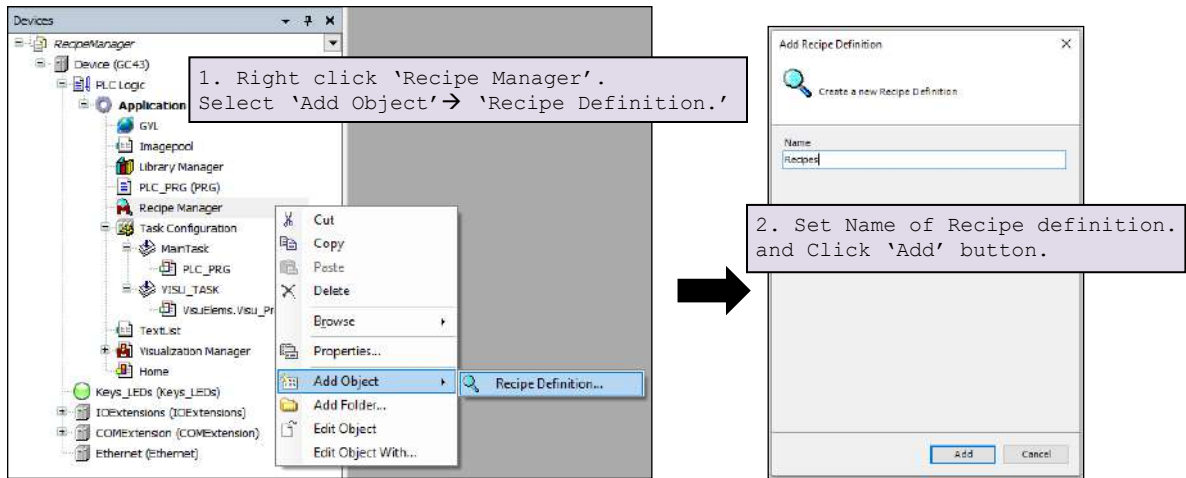 Devices
RecipeManager
Device (GC43)
PLC Logic
Application
GVL
Imagepool
Library Manager
PLC_PRG (PRG)
Recipe Manager
Task Configuration
MainTask
PLC_PRG
VISU_TASK
VisuElems.Visu_Pr
TextList
Visualization Manager
Home
Keys_LEDs (Keys_LEDs)
IOExtensions (IOExtensions)
COMExtension (COMExtension)
Ethernet (Ethernet)
1. Right click ‘Recipe Manager’.
Select ‘Add Object’→ ‘Recipe Definition.’
Cut
Copy
Paste
Delete
Browse
Properties...
Add Object
Add Folder...
Edit Object
Edit Object With...
Recipe Definition...
Add Recipe Definition
Create a new Recipe Definition
Name
Recipes
2. Set Name of Recipe definition.
and Click ‘Add’ button.
Add
Cancel